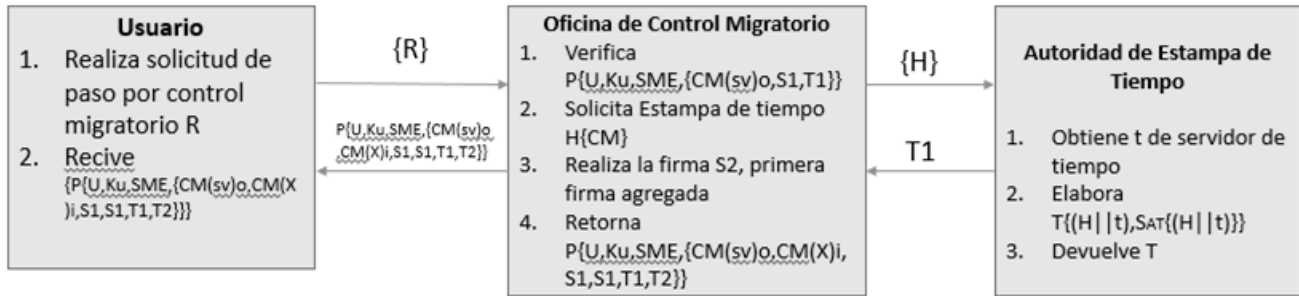 Usuario
1. Realiza solicitud de
paso por control
migratorio R
2. Recive
{P{U,Ku,SME,{CM(sv)o,CM(X
)i,S1,S1,T1,T2}}}
{R}
P{U,Ku,SME,{CM(sv)o
,CM(X)i,S1,S1,T1,T2}}
Oficina de Control Migratorio
1. Verifica
P{U,Ku,SME,{CM(sv)o,S1,T1}}
2. Solicita Estampa de tiempo
H{CM}
3. Realiza la firma S2, primera
firma agregada
4. Retorna
P{U,Ku,SME,{CM(sv)o,CM(X)i,
S1,S1,T1,T2}}
{H}
T1
Autoridad de Estampa de
Tiempo
1. Obtiene t de servidor de
tiempo
2. Elabora
T{(H||t),SAT{(H||t)}}
3. Devuelve T